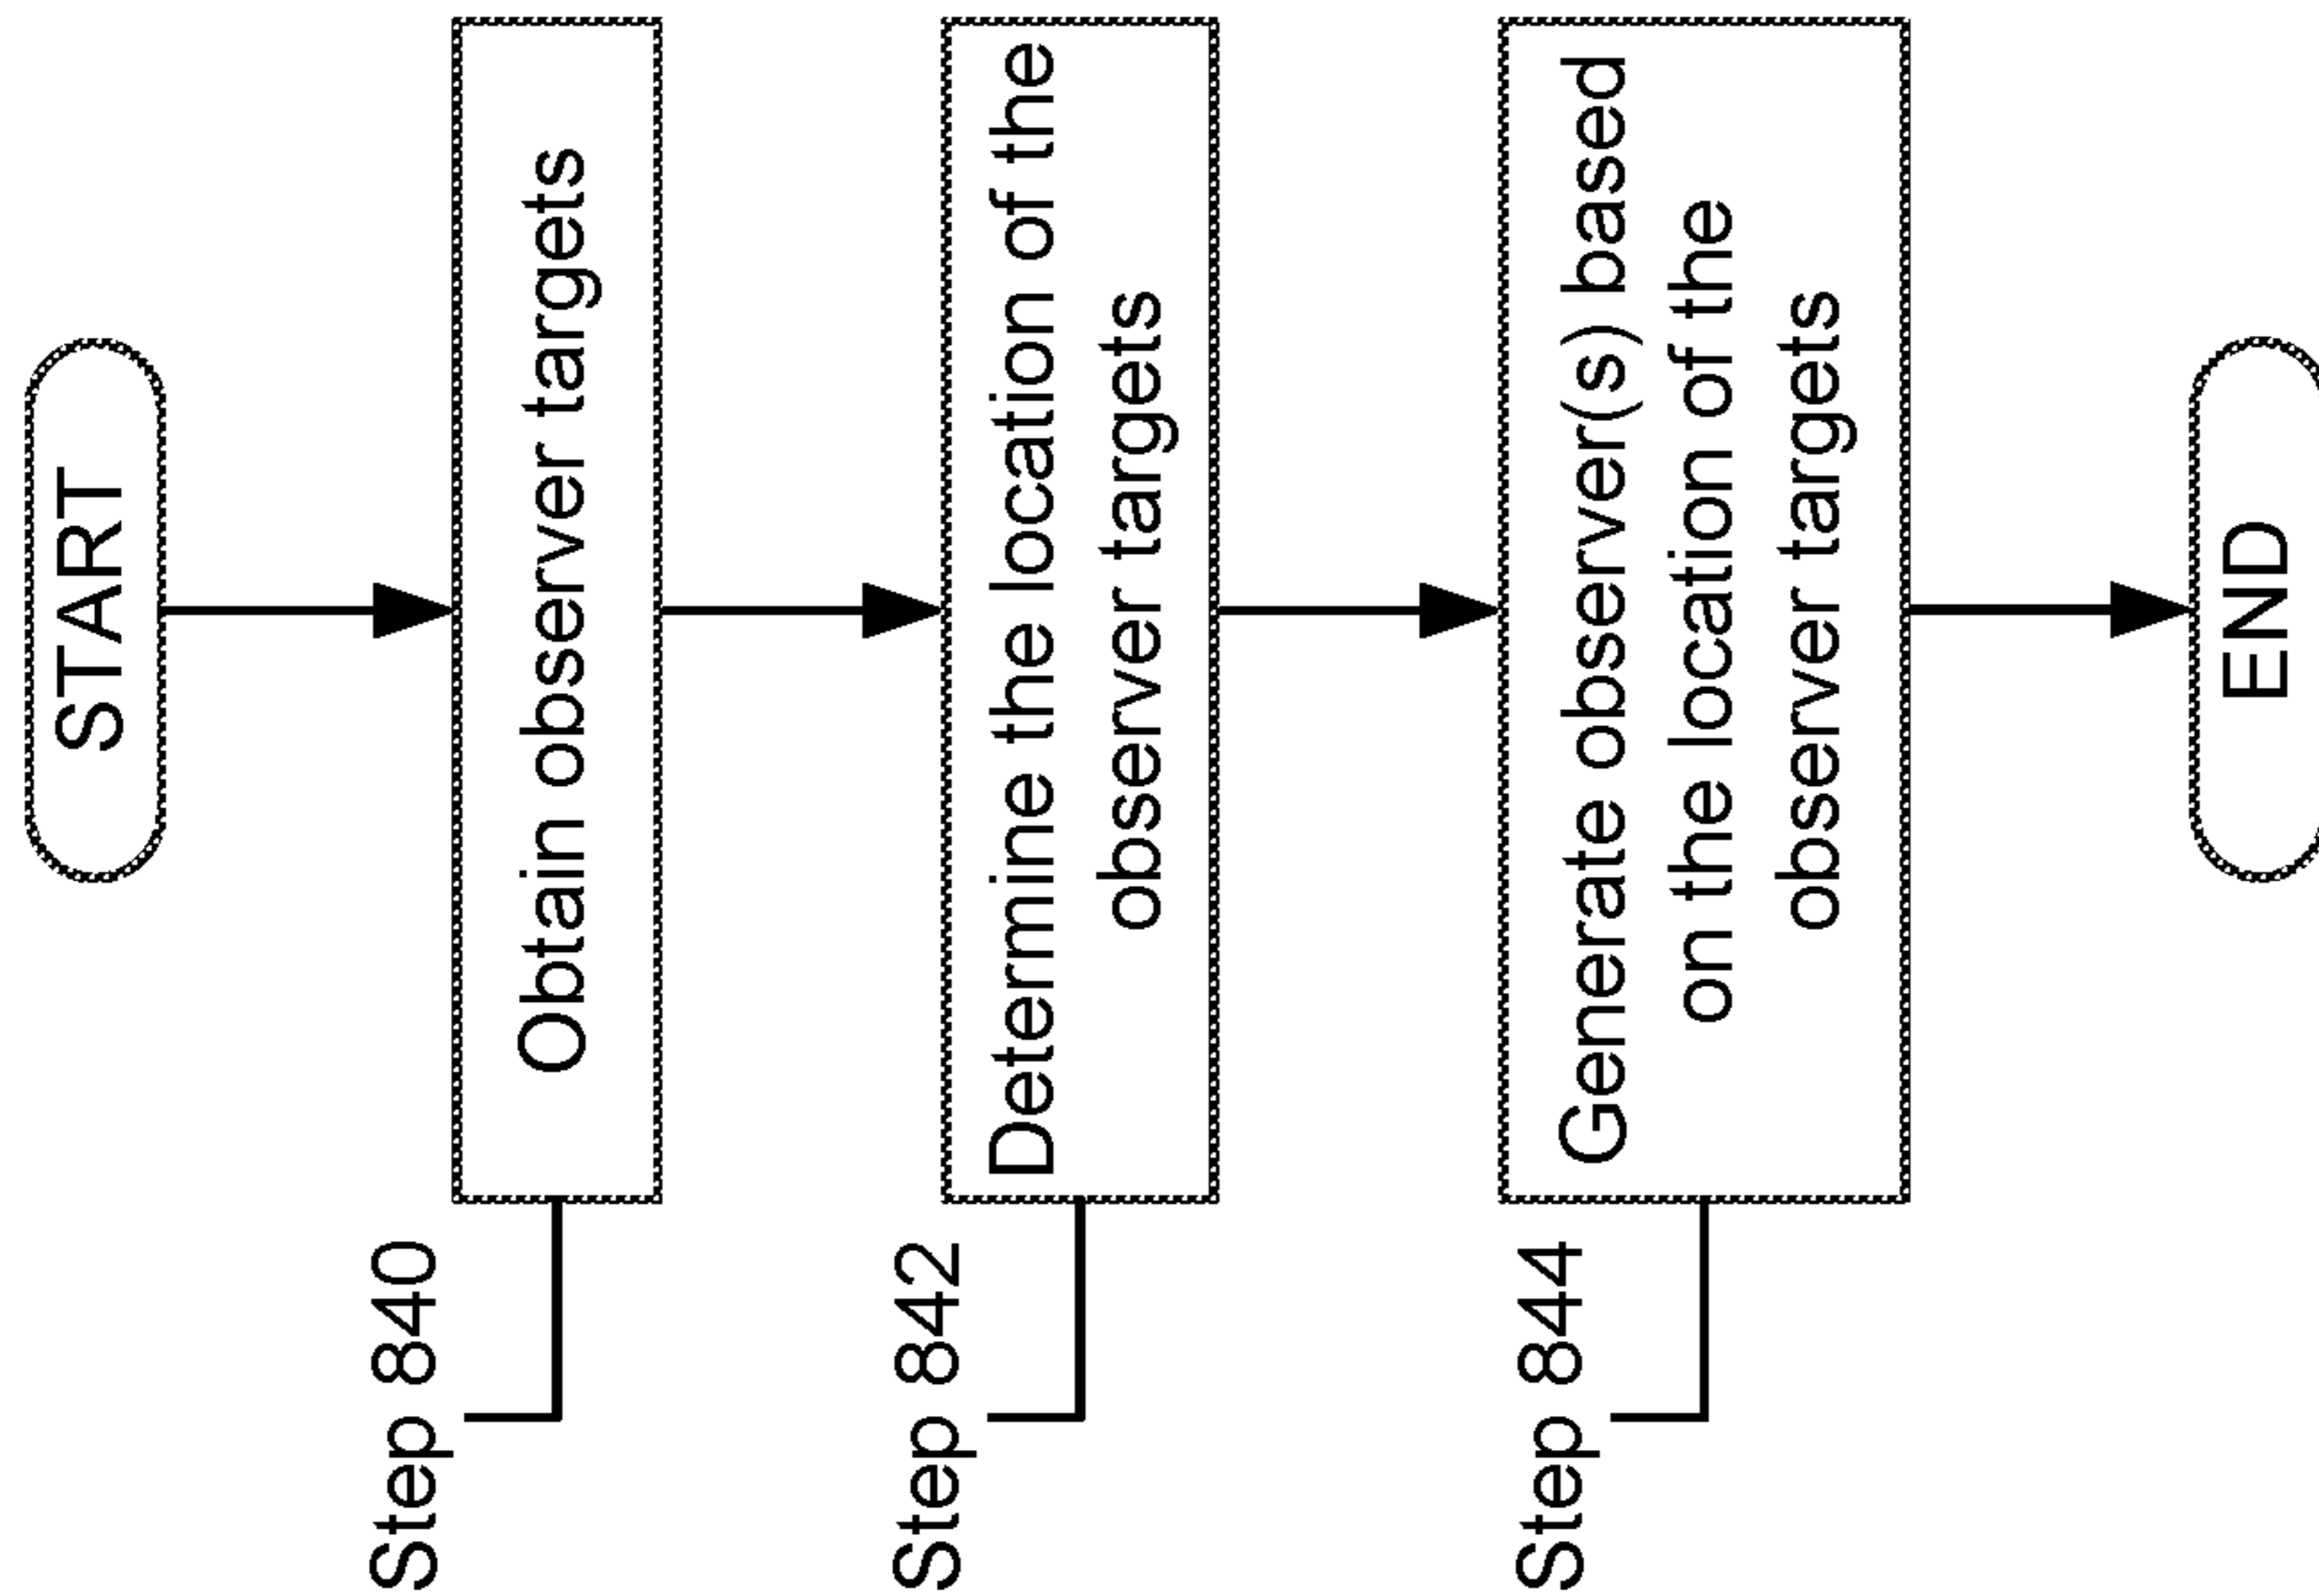 START
Step 840
Obtain observer targets
Step 842
Determine the location of the
observer targets
Step 844
Generate observer(s) based
on the location of the
observer targets
END